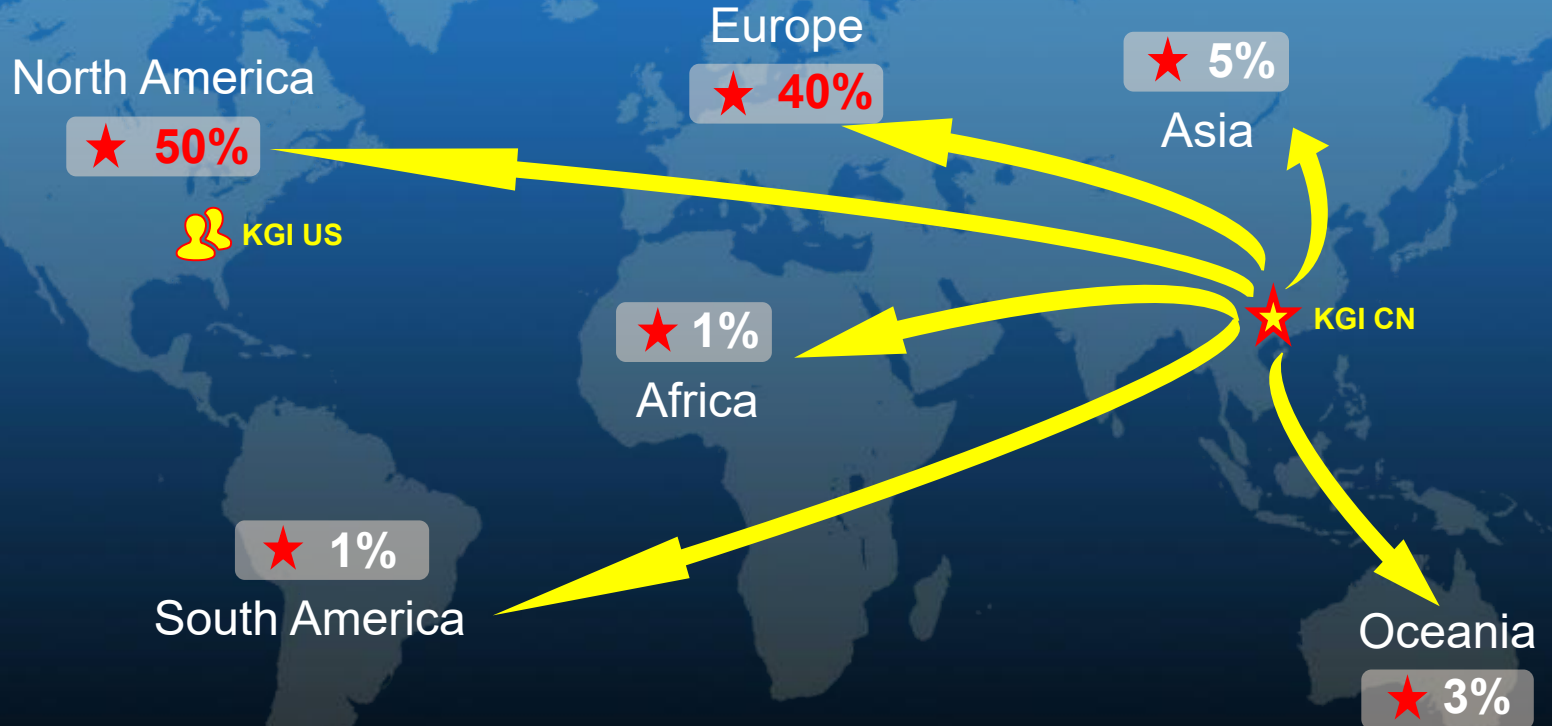 Europe
40%
5%
Asia
North America
50%
KGI US
1%
Africa
KGI CN
1%
South America
Oceania
3%